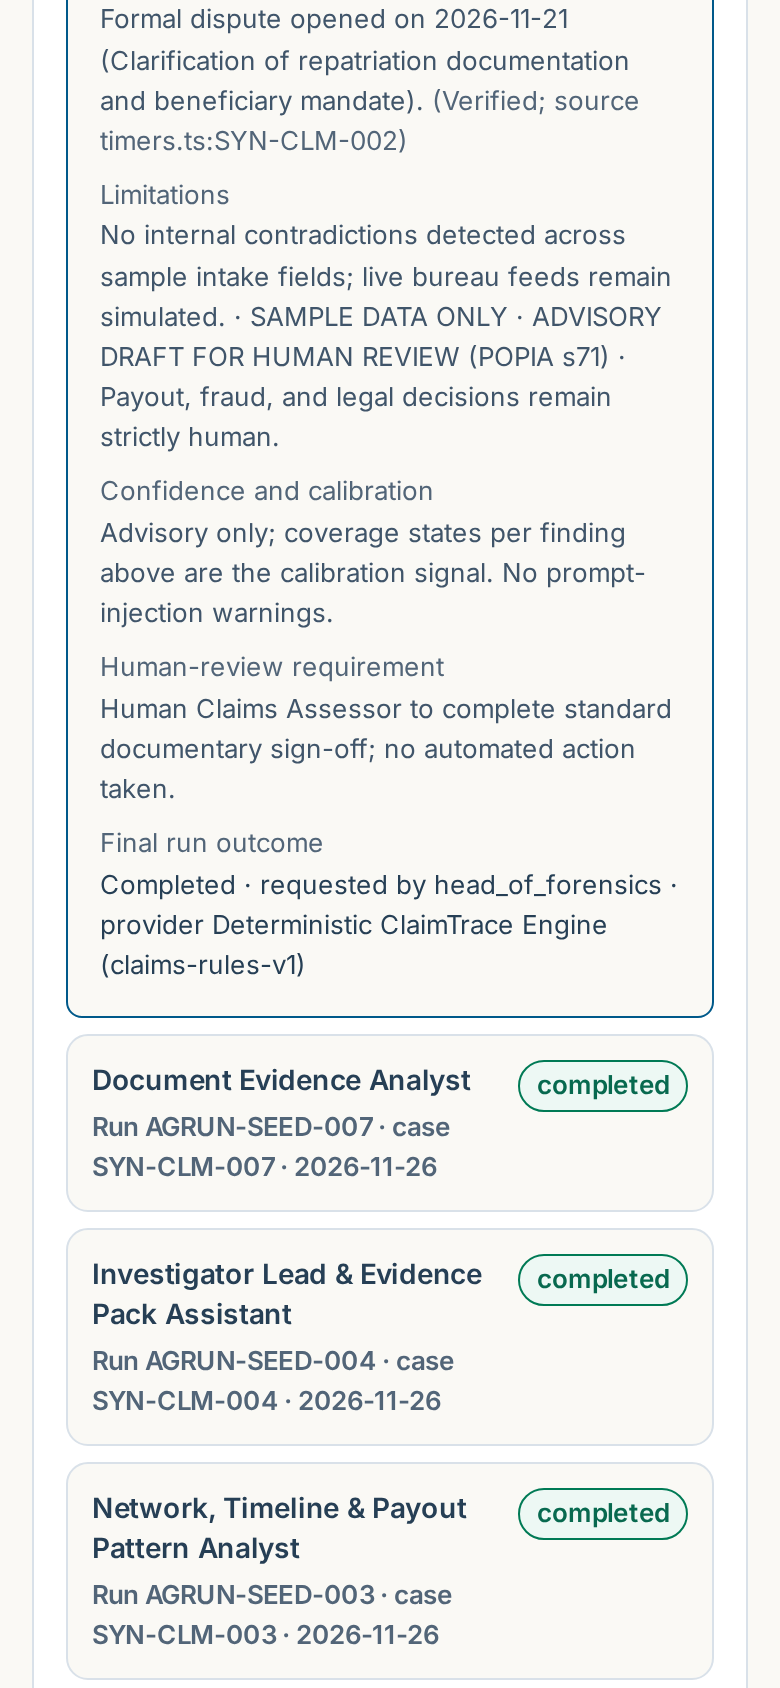 Formal dispute opened on 2026-11-21
(Clarification of repatriation documentation
and beneficiary mandate). (Verified; source
timers.ts:SYN-CLM-002)
Limitations
No internal contradictions detected across
sample intake fields; live bureau feeds remain
simulated. · SAMPLE DATA ONLY · ADVISORY
DRAFT FOR HUMAN REVIEW (POPIA s71) ·
Payout, fraud, and legal decisions remain
strictly human.
Confidence and calibration
Advisory only; coverage states per finding
above are the calibration signal. No prompt-
injection warnings.
Human-review requirement
Human Claims Assessor to complete standard
documentary sign-off; no automated action
taken.
Final run outcome
Completed · requested by head_of_forensics ·
provider Deterministic ClaimTrace Engine
(claims-rules-v1)
Document Evidence Analyst
completed
Run AGRUN-SEED-007 · case
SYN-CLM-007 · 2026-11-26
Investigator Lead & Evidence
Pack Assistant
completed
Run AGRUN-SEED-004 · case
SYN-CLM-004 · 2026-11-26
Network, Timeline & Payout
Pattern Analyst
completed
Run AGRUN-SEED-003 · case
SYN-CLM-003 · 2026-11-26